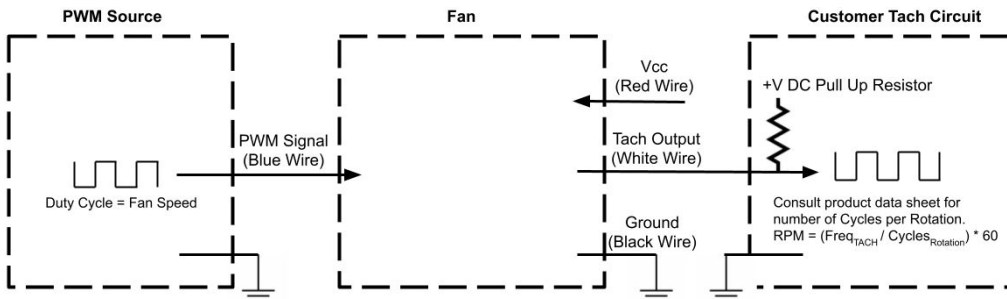 PWM Source
Fan
Customer Tach Circuit
Vcc
(Red Wire)
+V DC Pull Up Resistor
PWM Signal
(Blue Wire)
Tach Output
(White Wire)
Duty Cycle = Fan Speed
Consult product data sheet for
number of Cycles per Rotation.
RPM = (Freq_TACH / Cycles_Rotation) * 60
Ground
(Black Wire)